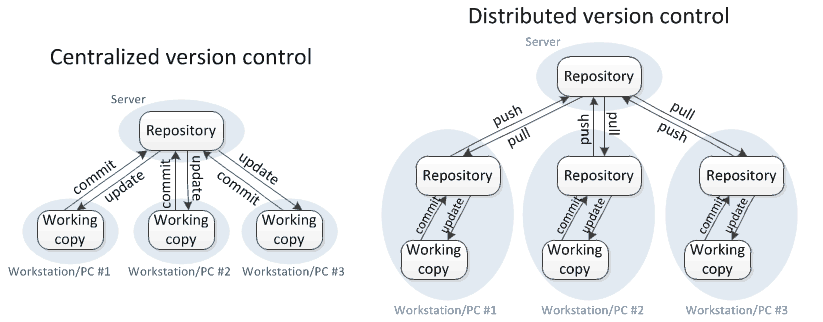 Centralized version control
Server
Repository
commit
update
commit
update
update
commit
Working
copy
Working
copy
Working
copy
Workstation/PC #1
Workstation/PC #2
Workstation/PC #3
Distributed version control
Server
Repository
push
pull
push
pull
pull
push
Repository
Repository
Repository
commit
update
commit
update
commit
update
Working
copy
Working
copy
Working
copy
Workstation/PC #1
Workstation/PC #2
Workstation/PC #3